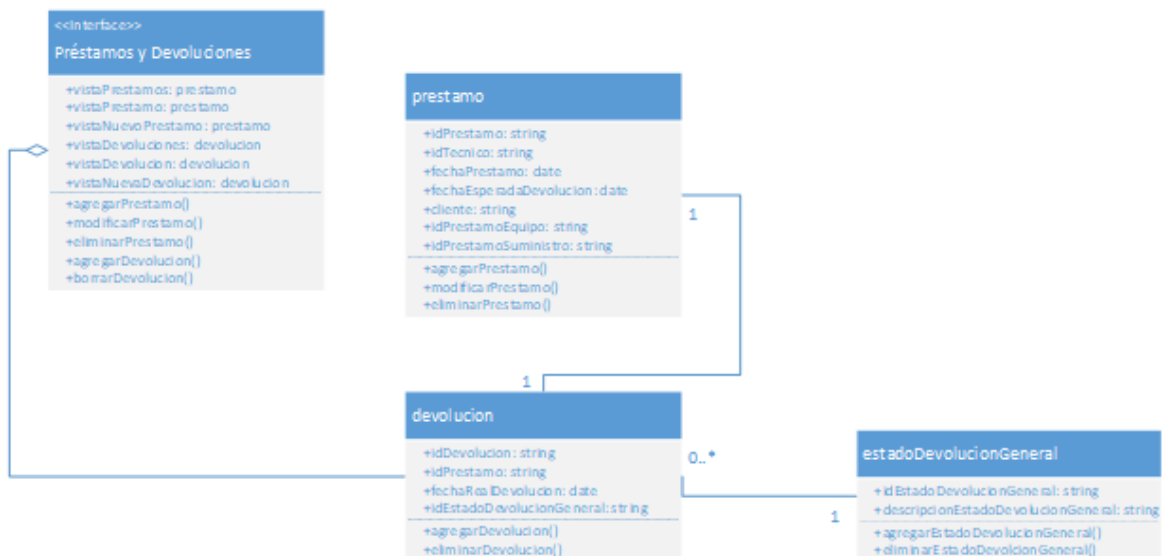 <<Interface>>
Préstamos y Devoluciones
+vistaPrestamos: prestamo
+vistaPrestamo: prestamo
+vistaNuevoPrestamo: prestamo
+vistaDevoluciones: devolucion
+vistaDevolucion: devolucion
+vistaNuevaDevolucion: devolucion
+agregarPrestamo()
+modificarPrestamo()
+eliminarPrestamo()
+agregarDevolucion()
+borrarDevolucion()
prestamo
+idPrestamo: string
+idTecnico: string
+fechaPrestamo: date
+fechaEsperadaDevolucion: date
+cliente: string
+idPrestamoEquipo: string
+idPrestamoSuministro: string
+agregarPrestamo()
+modificarPrestamo()
+eliminarPrestamo()
1
1
devolucion
+idDevolucion: string
+idPrestamo: string
+fechaRealDevolucion: date
+idEstadoDevolucionGeneral: string
+agregarDevolucion()
+eliminarDevolucion()
0..*
1
estadoDevolucionGeneral
+idEstadoDevolucionGeneral: string
+descripcionEstadoDevolucionGeneral: string
+agregarEstadoDevolucionGeneral()
+eliminarEstadoDevolcionGeneral()